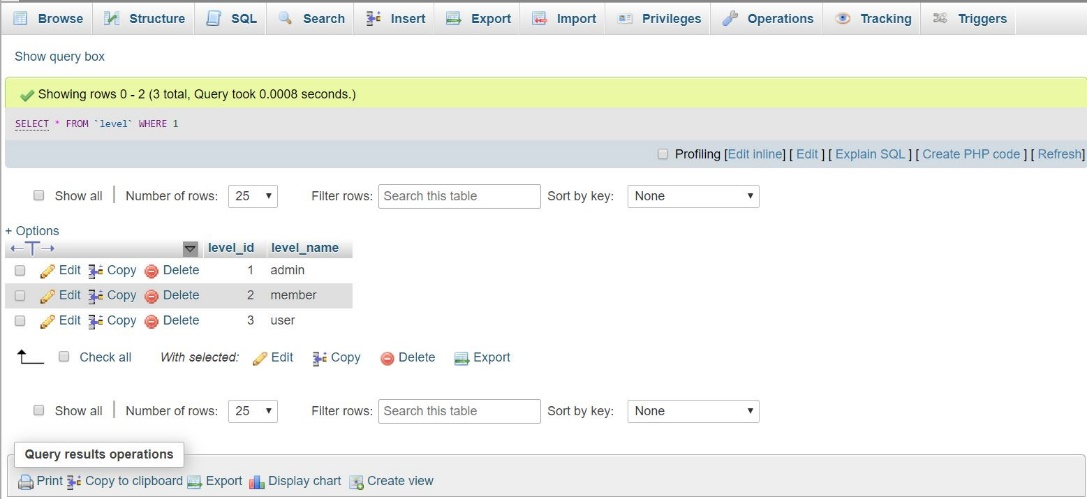 Browse Structure SQL Search Insert Export Import Privileges Operations Tracking Triggers
Show query box
Showing rows 0 - 2 (3 total, Query took 0.0008 seconds.)
SELECT * FROM `level` WHERE 1
Profiling [Edit inline] [ Edit ] [ Explain SQL ] [ Create PHP code ] [ Refresh]
Show all Number of rows: 25 Filter rows: Search this table Sort by key: None
+ Options
level_id level_name
Edit Copy Delete 1 admin
Edit Copy Delete 2 member
Edit Copy Delete 3 user
Check all With selected: Edit Copy Delete Export
Show all Number of rows: 25 Filter rows: Search this table Sort by key: None
Query results operations
Print Copy to clipboard Export Display chart Create view